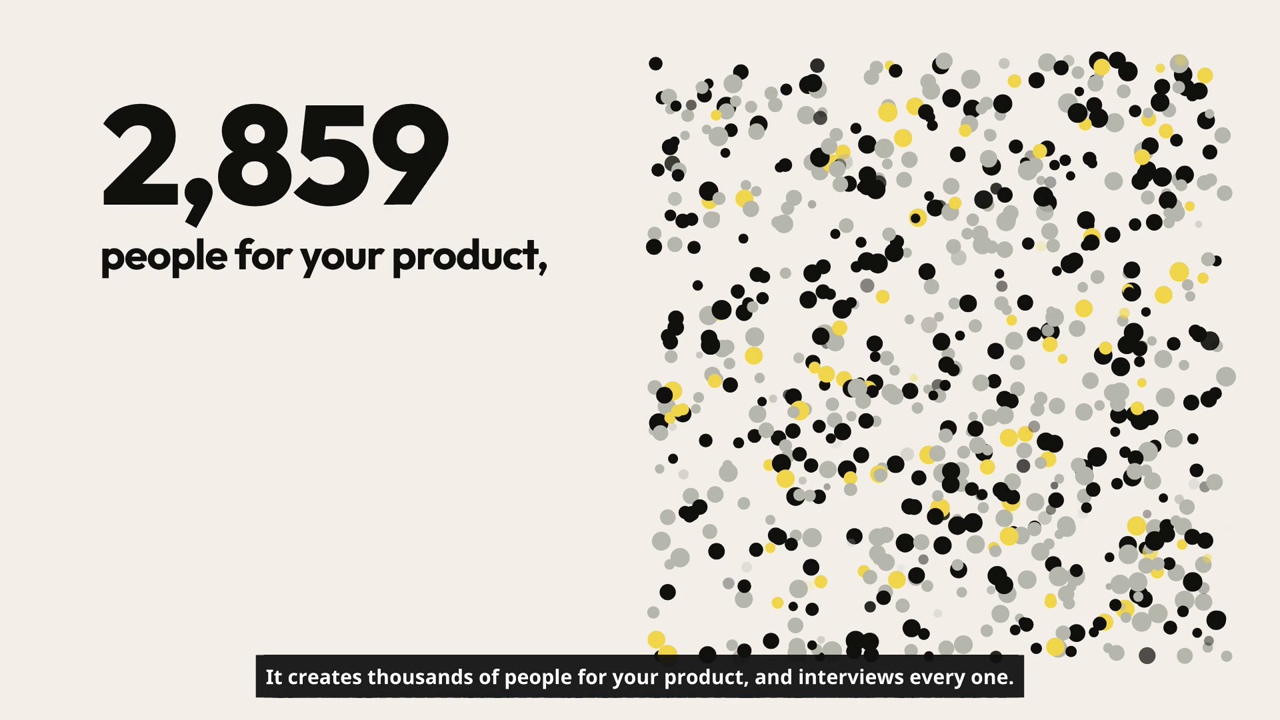 2,859
people for your product,
It creates thousands of people for your product, and interviews every one.